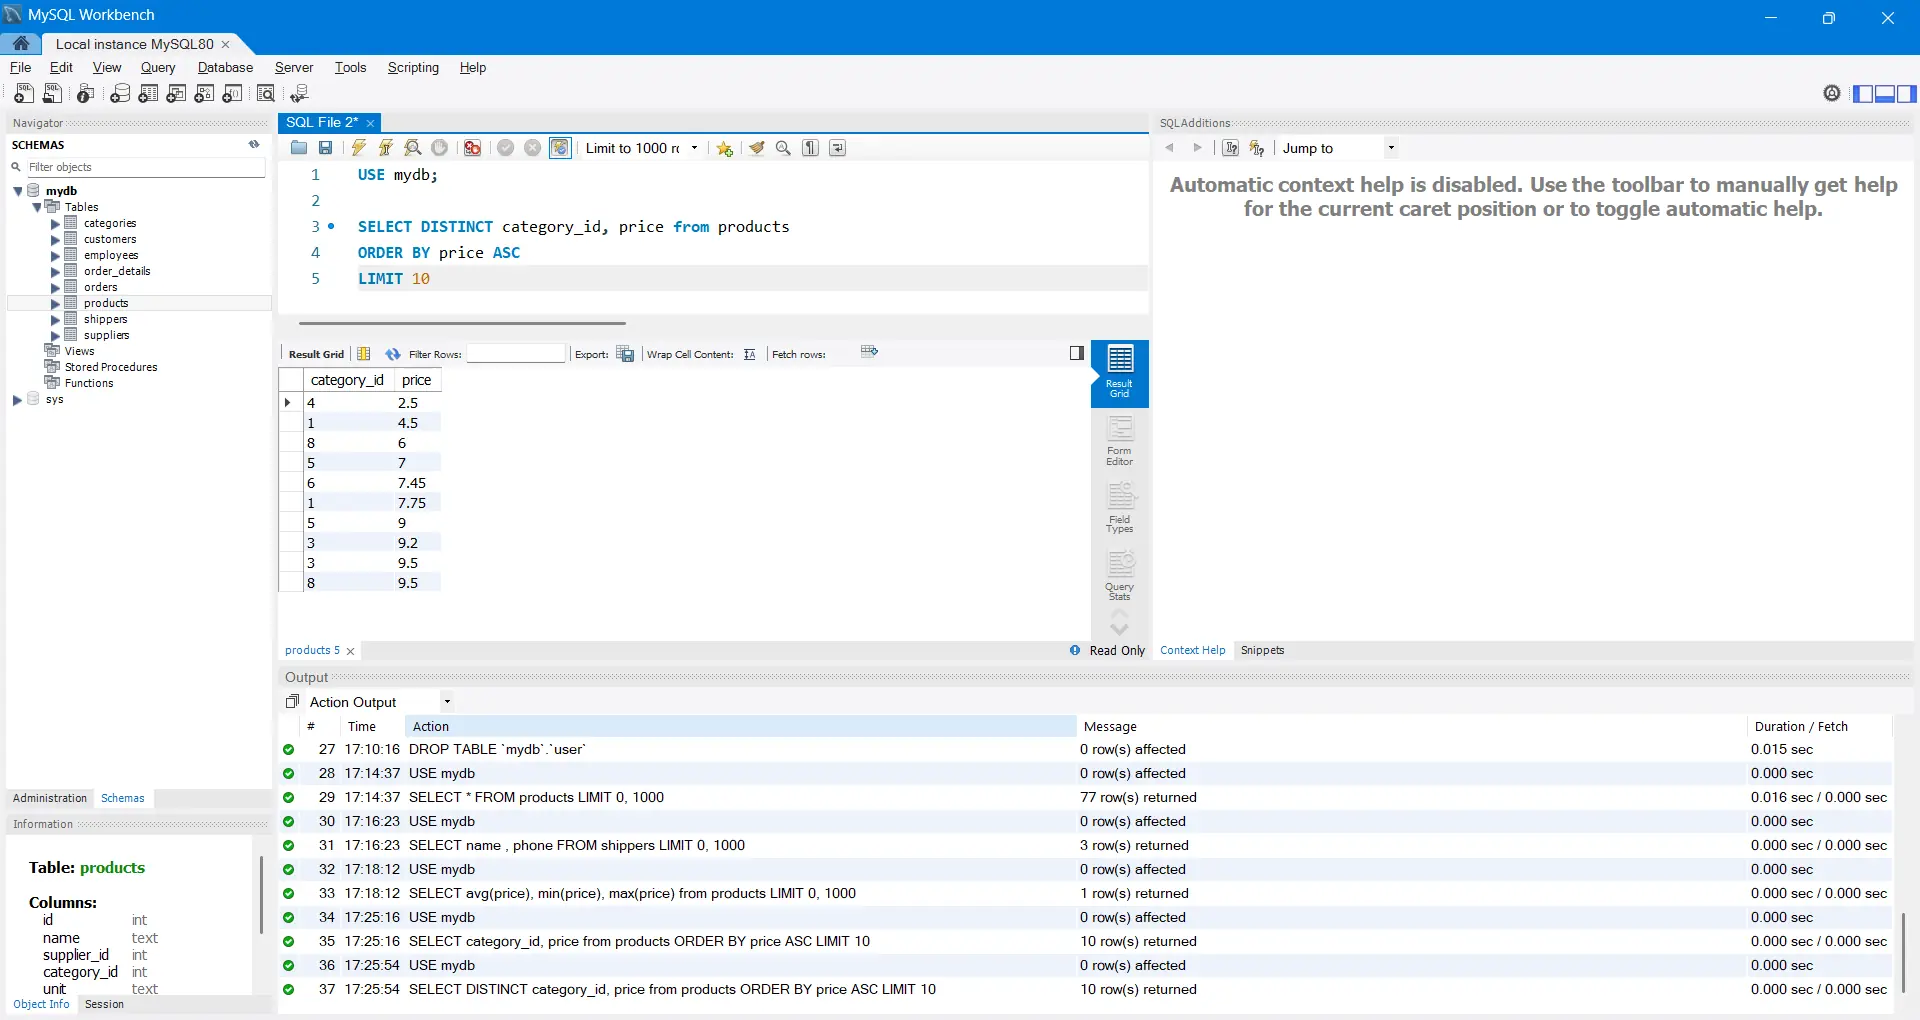 MySQL Workbench
Local instance MySQL80
File Edit View Query Database Server Tools Scripting Help
Navigator
SCHEMAS
Filter objects
mydb
Tables
categories
customers
employees
order_details
orders
products
shippers
suppliers
Views
Stored Procedures
Functions
sys
Administration Schemas
Information
Table: products
Columns:
id int
name text
supplier_id int
category_id int
unit text
Object Info Session
SQL File 2*
Limit to 1000 rc
1 USE mydb;
2
3 SELECT DISTINCT category_id, price from products
4 ORDER BY price ASC
5 LIMIT 10
Result Grid Filter Rows: Export: Wrap Cell Content: Fetch rows:
category_id price
4 2.5
1 4.5
8 6
5 7
6 7.45
1 7.75
5 9
3 9.2
3 9.5
8 9.5
Result
Grid
Form
Editor
Field
Types
Query
Stats
products 5
Read Only
SQLAdditions
Jump to
Automatic context help is disabled. Use the toolbar to manually get help
for the current caret position or to toggle automatic help.
Context Help Snippets
Output
Action Output
# Time Action Message Duration / Fetch
27 17:10:16 DROP TABLE `mydb`.`user` 0 row(s) affected 0.015 sec
28 17:14:37 USE mydb 0 row(s) affected 0.000 sec
29 17:14:37 SELECT * FROM products LIMIT 0, 1000 77 row(s) returned 0.016 sec / 0.000 sec
30 17:16:23 USE mydb 0 row(s) affected 0.000 sec
31 17:16:23 SELECT name , phone FROM shippers LIMIT 0, 1000 3 row(s) returned 0.000 sec / 0.000 sec
32 17:18:12 USE mydb 0 row(s) affected 0.000 sec
33 17:18:12 SELECT avg(price), min(price), max(price) from products LIMIT 0, 1000 1 row(s) returned 0.000 sec / 0.000 sec
34 17:25:16 USE mydb 0 row(s) affected 0.000 sec
35 17:25:16 SELECT category_id, price from products ORDER BY price ASC LIMIT 10 10 row(s) returned 0.000 sec / 0.000 sec
36 17:25:54 USE mydb 0 row(s) affected 0.000 sec
37 17:25:54 SELECT DISTINCT category_id, price from products ORDER BY price ASC LIMIT 10 10 row(s) returned 0.000 sec / 0.000 sec